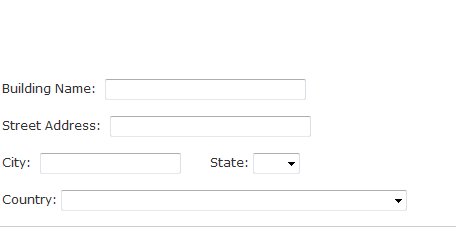 Building Name:
Street Address:
City: State:
Country: